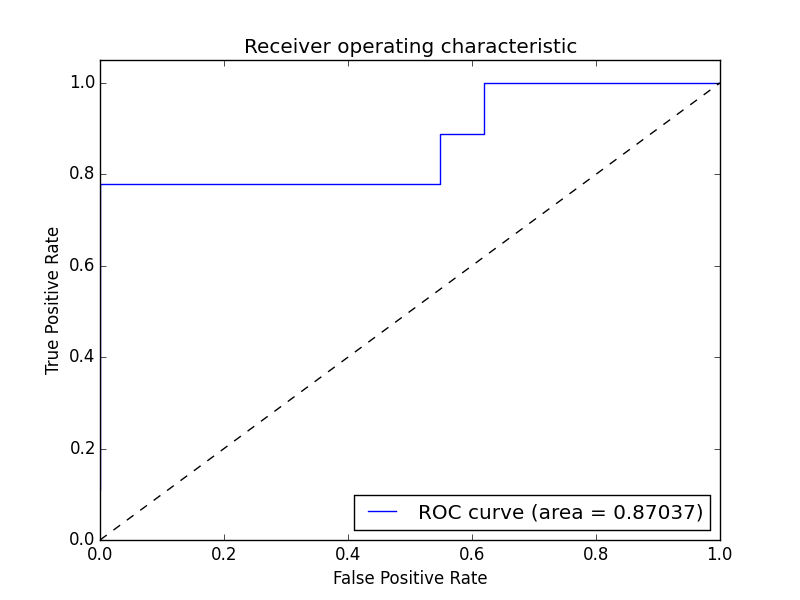 Receiver operating characteristic
True Positive Rate
1.0
0.8
0.6
0.4
0.2
0.0
ROC curve (area = 0.87037)
0.0 0.2 0.4 0.6 0.8 1.0
False Positive Rate